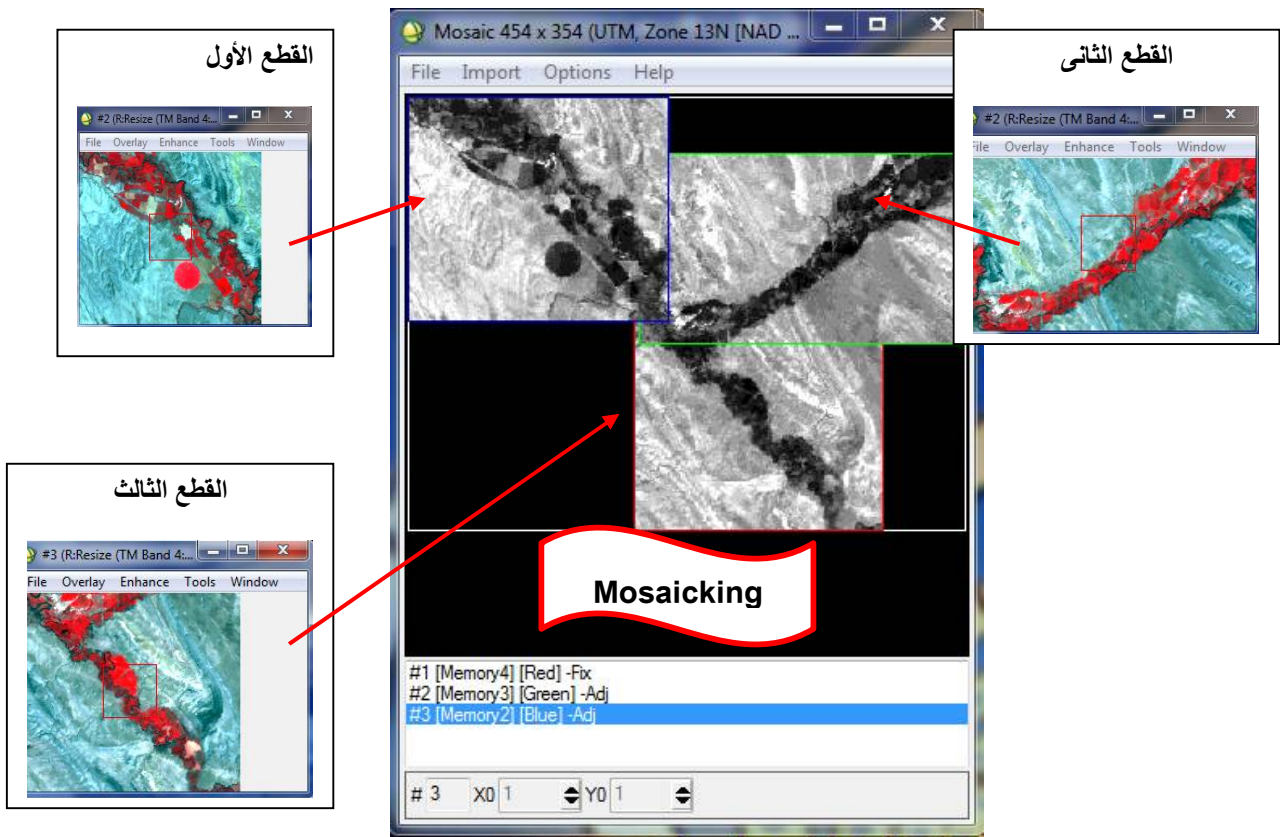 القطع الأول
#2 (R:Resize (TM Band 4:...
File Overlay Enhance Tools Window
Mosaic 454 x 354 (UTM, Zone 13N [NAD ...
File Import Options Help
القطع الثانى
#2 (R:Resize (TM Band 4:...
File Overlay Enhance Tools Window
القطع الثالث
#3 (R:Resize (TM Band 4:...
File Overlay Enhance Tools Window
Mosaicking
#1 [Memory4] [Red] -Fix
#2 [Memory3] [Green] -Adj
#3 [Memory2] [Blue] -Adj
# 3 X0 1 Y0 1